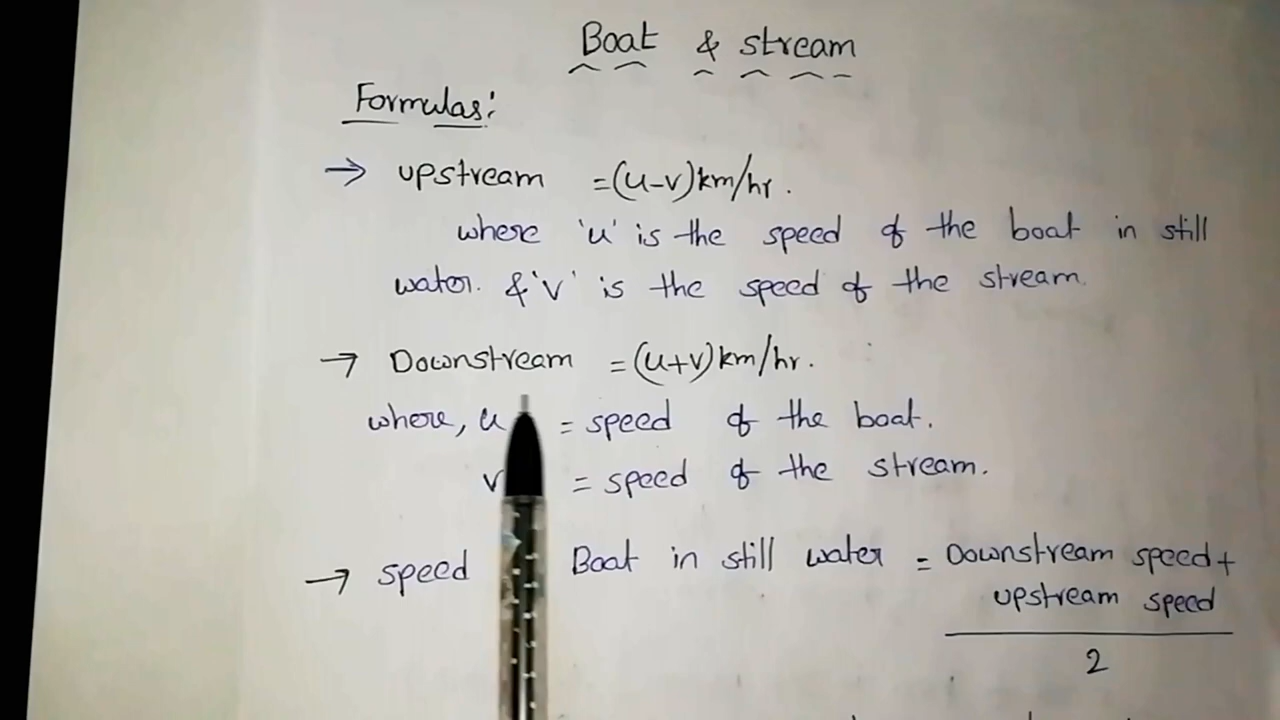 Boat & stream
Formulas:
→ upstream = (u-v)km/hr.
where 'u' is the speed of the boat in still
water. & 'v' is the speed of the stream.
→ Downstream = (u+v)km/hr.
where, u = speed of the boat.
v = speed of the stream.
→ speed Boat in still water = Downstream speed+
upstream speed
2